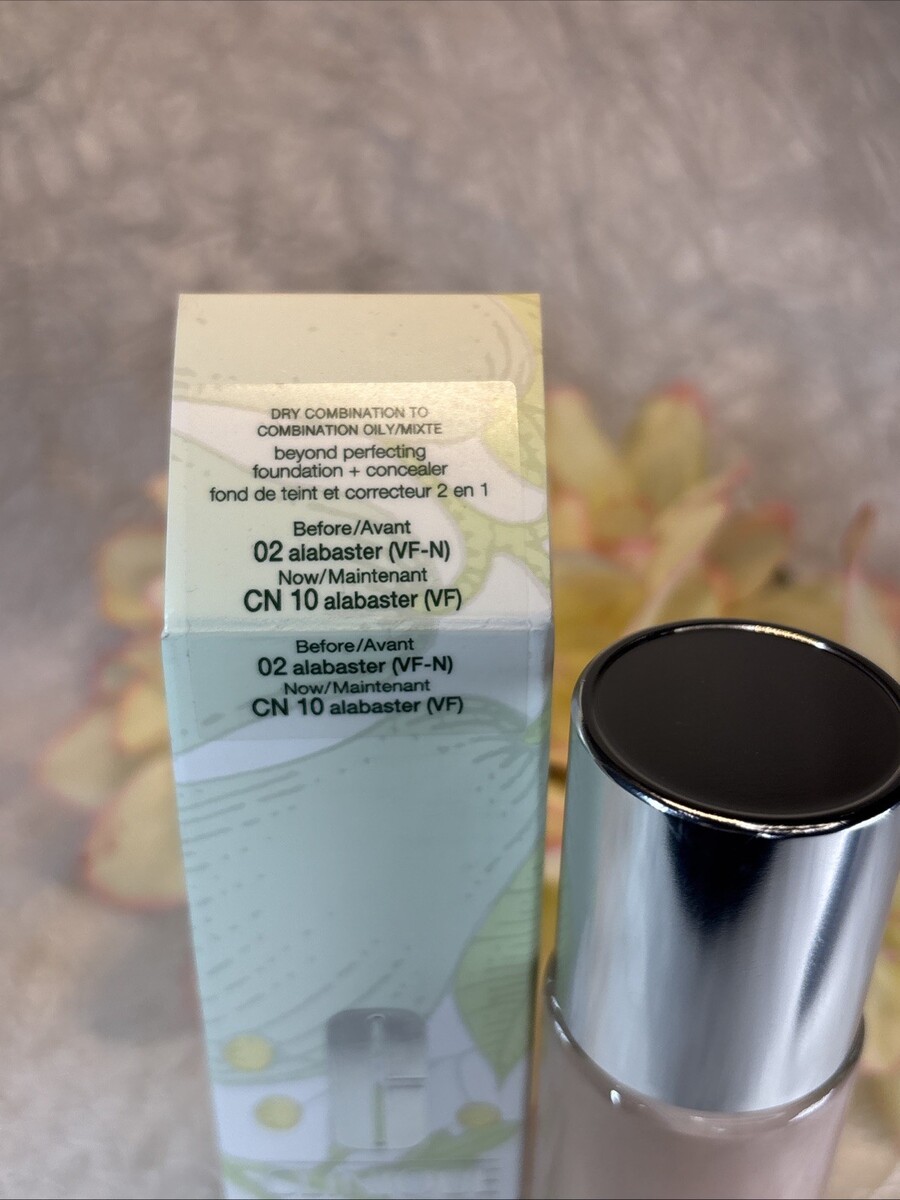 DRY COMBINATION TO
COMBINATION OILY/MIXTE
beyond perfecting
foundation + concealer
fond de teint et correcteur 2 en 1
Before/Avant
02 alabaster (VF-N)
Now/Maintenant
CN 10 alabaster (VF)
Before/Avant
02 alabaster (VF-N)
Now/Maintenant
CN 10 alabaster (VF)